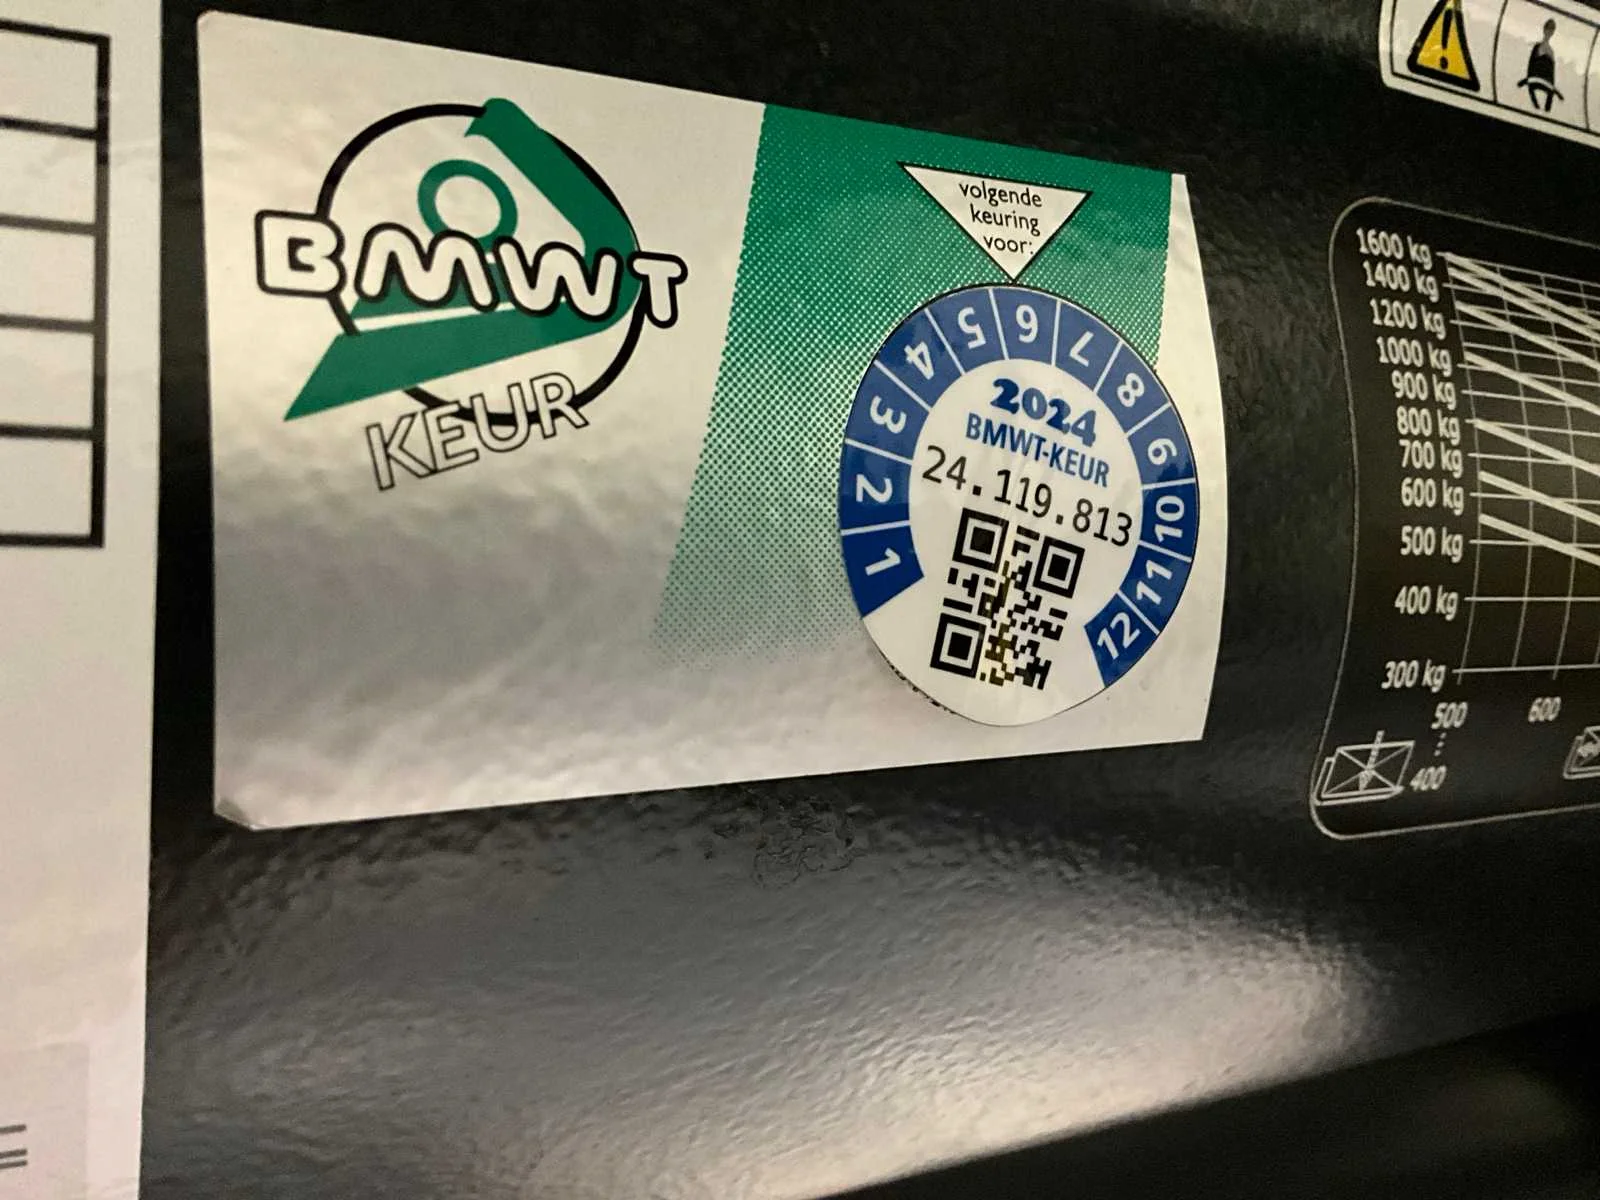 BMWT
KEUR
volgende
keuring
voor:
1 2 3 4 5 6 7 8 9 10 11 12
2024
BMWT-KEUR
24.119.813
1600 kg
1400 kg
1200 kg
1000 kg
900 kg
800 kg
700 kg
600 kg
500 kg
400 kg
300 kg
500 600
400